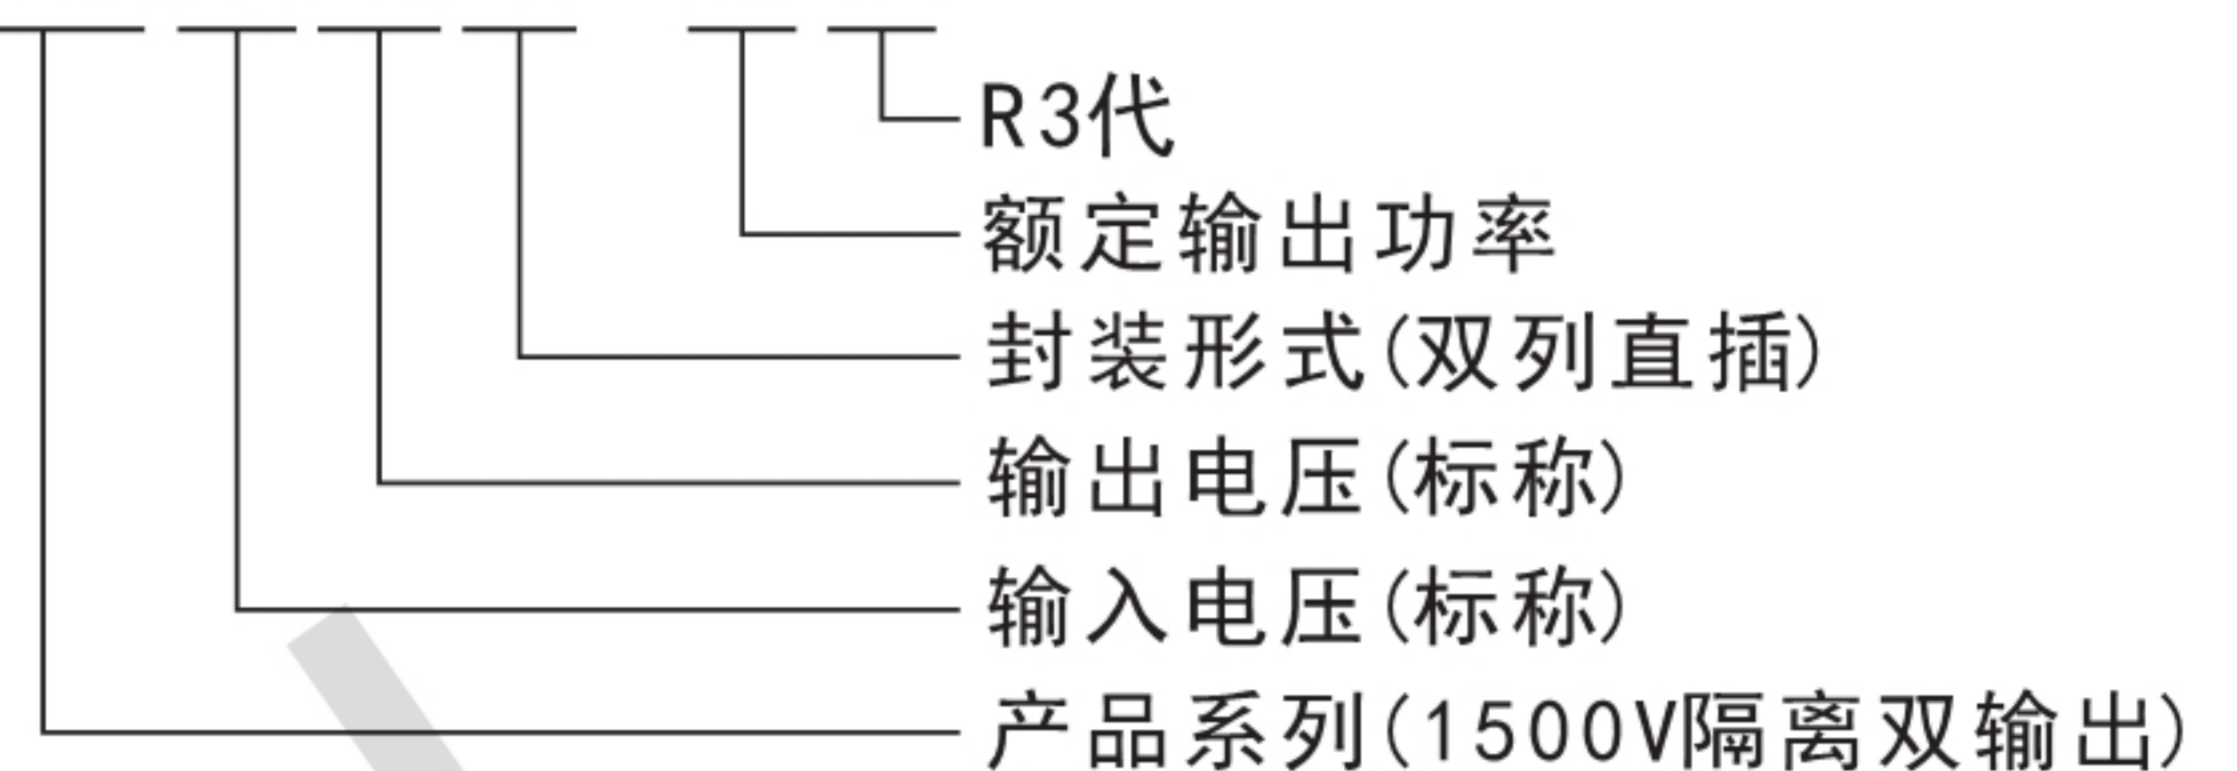 R3代
额定输出功率
封装形式(双列直插)
输出电压(标称)
输入电压(标称)
产品系列(1500V隔离双输出)